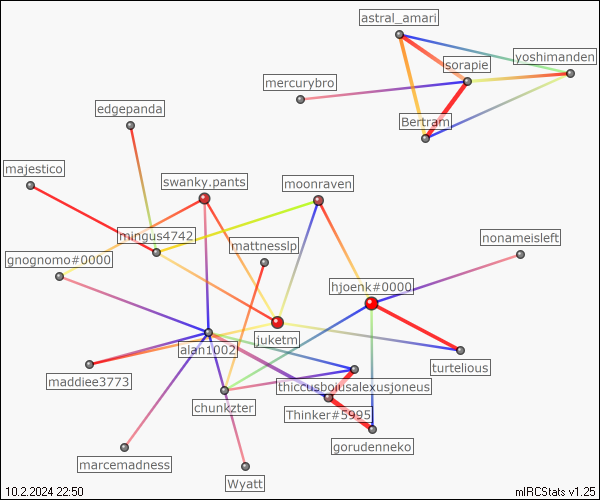 astral_amari
sorapie
yoshimanden
mercurybro
edgepanda
Bertram
majestico
swanky.pants
moonraven
mingus4742
mattnesslp
nonameisleft
gnognomo#0000
hjoenk#0000
juketm
alan1002
turtelious
maddiee3773
thiccusboiusalexusjoneus
chunkzter
Thinker#5995
gorudenneko
marcemadness
Wyatt
10.2.2024 22:50
mIRCStats v1.25